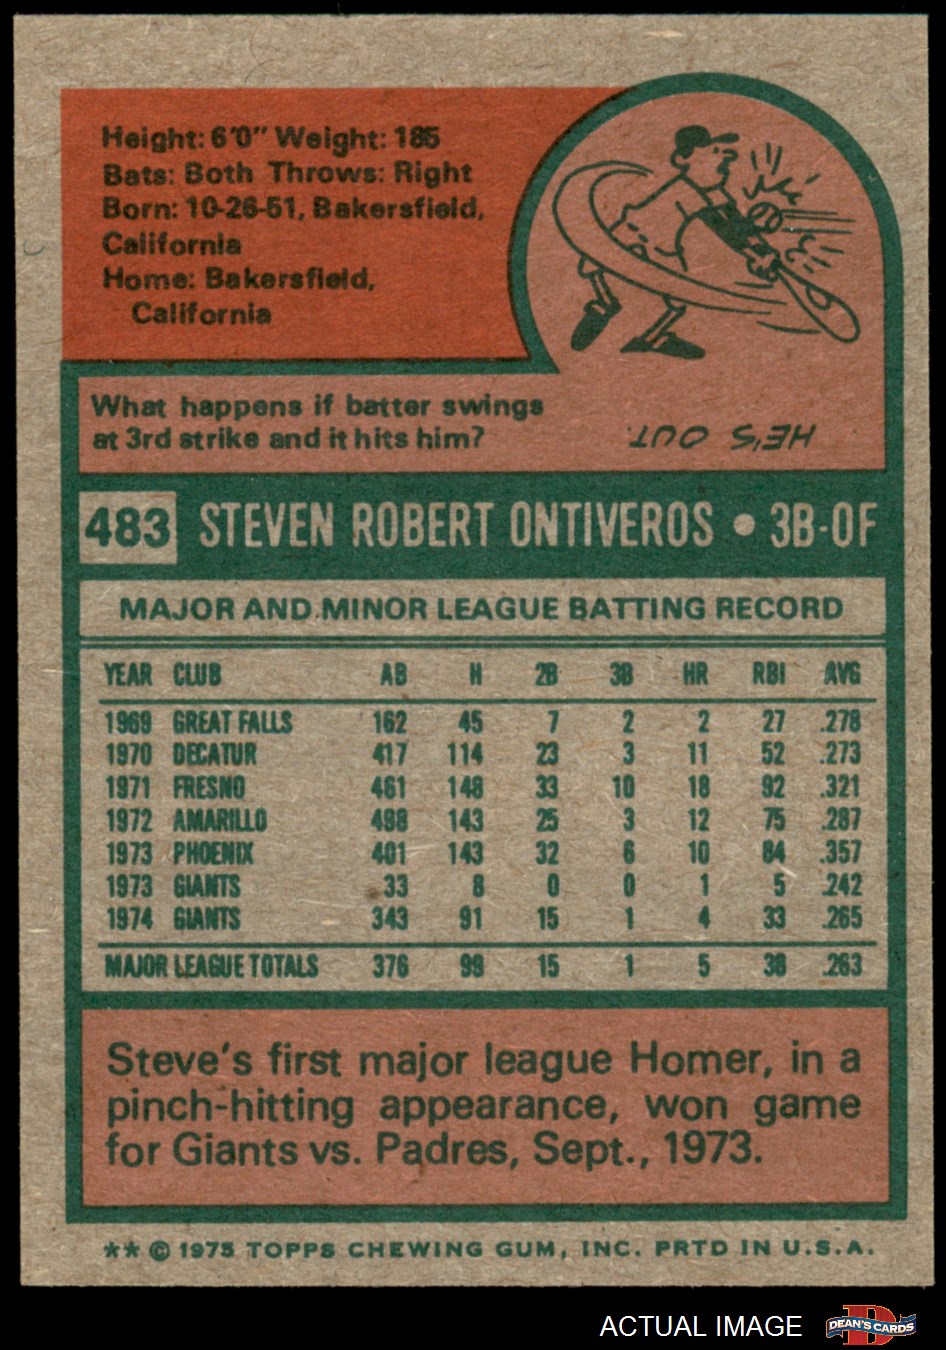 Height: 6'0" Weight: 185
Bats: Both Throws: Right
Born: 10-26-51, Bakersfield,
California
Home: Bakersfield,
California
What happens if batter swings
at 3rd strike and it hits him?
HE'S OUT.
483 STEVEN ROBERT ONTIVEROS • 3B-OF
MAJOR AND MINOR LEAGUE BATTING RECORD
YEAR CLUB AB H 2B 3B HR RBI AVG
1969 GREAT FALLS 162 45 7 2 2 27 .278
1970 DECATUR 417 114 23 3 11 52 .273
1971 FRESNO 461 148 33 10 18 92 .321
1972 AMARILLO 498 143 25 3 12 75 .287
1973 PHOENIX 401 143 32 6 10 84 .357
1973 GIANTS 33 8 0 0 1 5 .242
1974 GIANTS 343 91 15 1 4 33 .265
MAJOR LEAGUE TOTALS 376 99 15 1 5 38 .263
Steve's first major league Homer, in a
pinch-hitting appearance, won game
for Giants vs. Padres, Sept., 1973.
** © 1975 TOPPS CHEWING GUM, INC. PRTD IN U.S.A.
ACTUAL IMAGE
D
DEAN'S CARDS